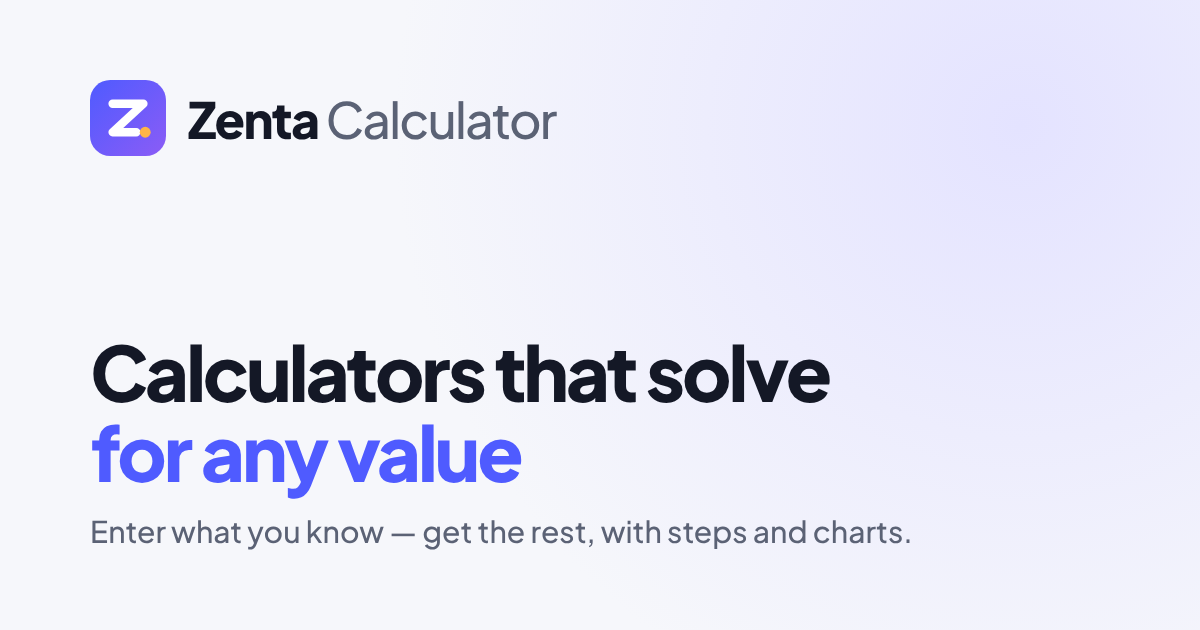 Z.
Zenta Calculator
Calculators that solve
for any value
Enter what you know — get the rest, with steps and charts.